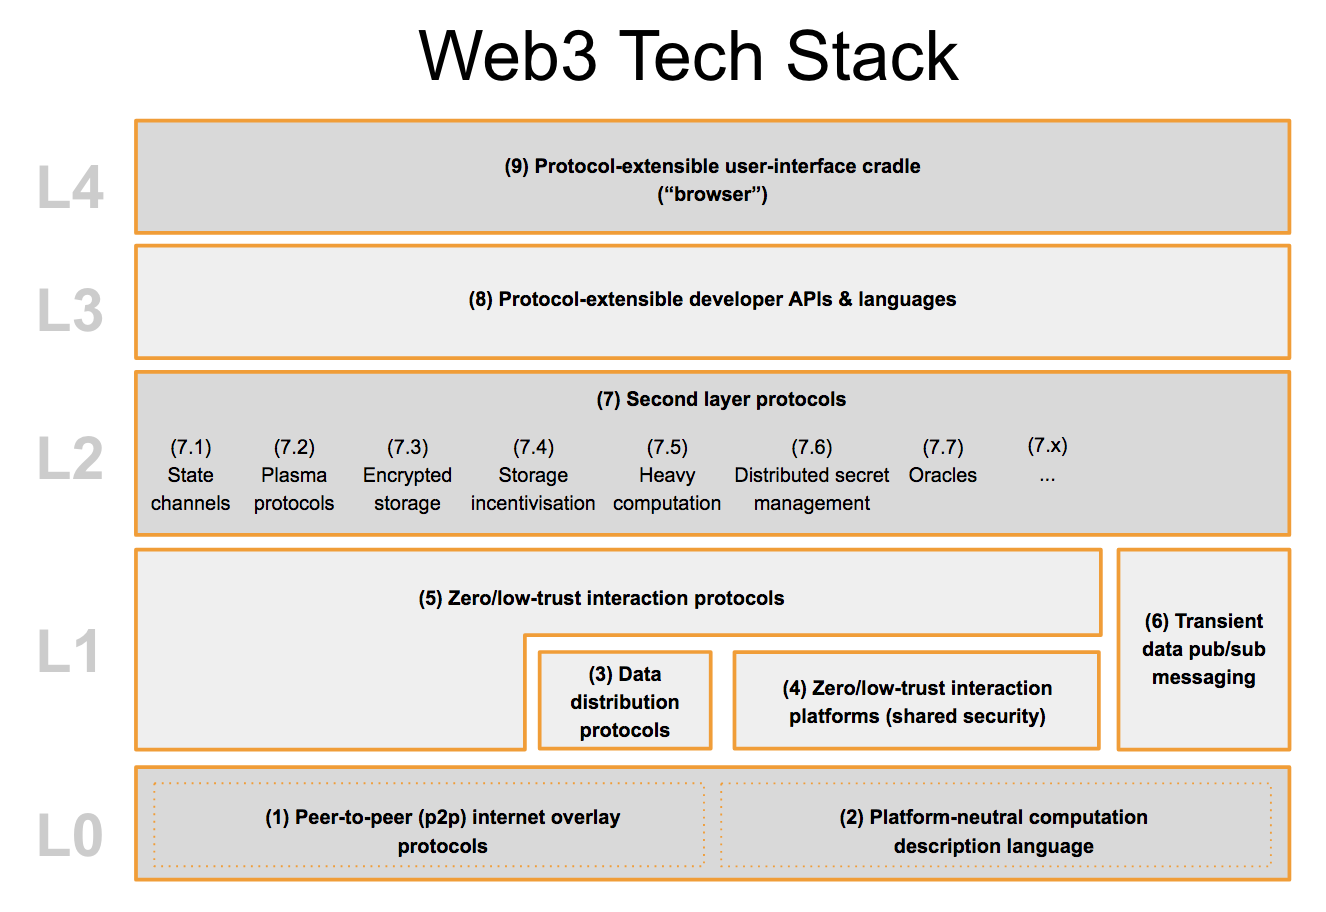 Web3 Tech Stack
L4
(9) Protocol-extensible user-interface cradle
(“browser”)
L3
(8) Protocol-extensible developer APIs & languages
L2
(7) Second layer protocols
(7.1)
State
channels
(7.2)
Plasma
protocols
(7.3)
Encrypted
storage
(7.4)
Storage
incentivisation
(7.5)
Heavy
computation
(7.6)
Distributed secret
management
(7.7)
Oracles
(7.x)
...
L1
(5) Zero/low-trust interaction protocols
(3) Data
distribution
protocols
(4) Zero/low-trust interaction
platforms (shared security)
(6) Transient
data pub/sub
messaging
L0
(1) Peer-to-peer (p2p) internet overlay
protocols
(2) Platform-neutral computation
description language